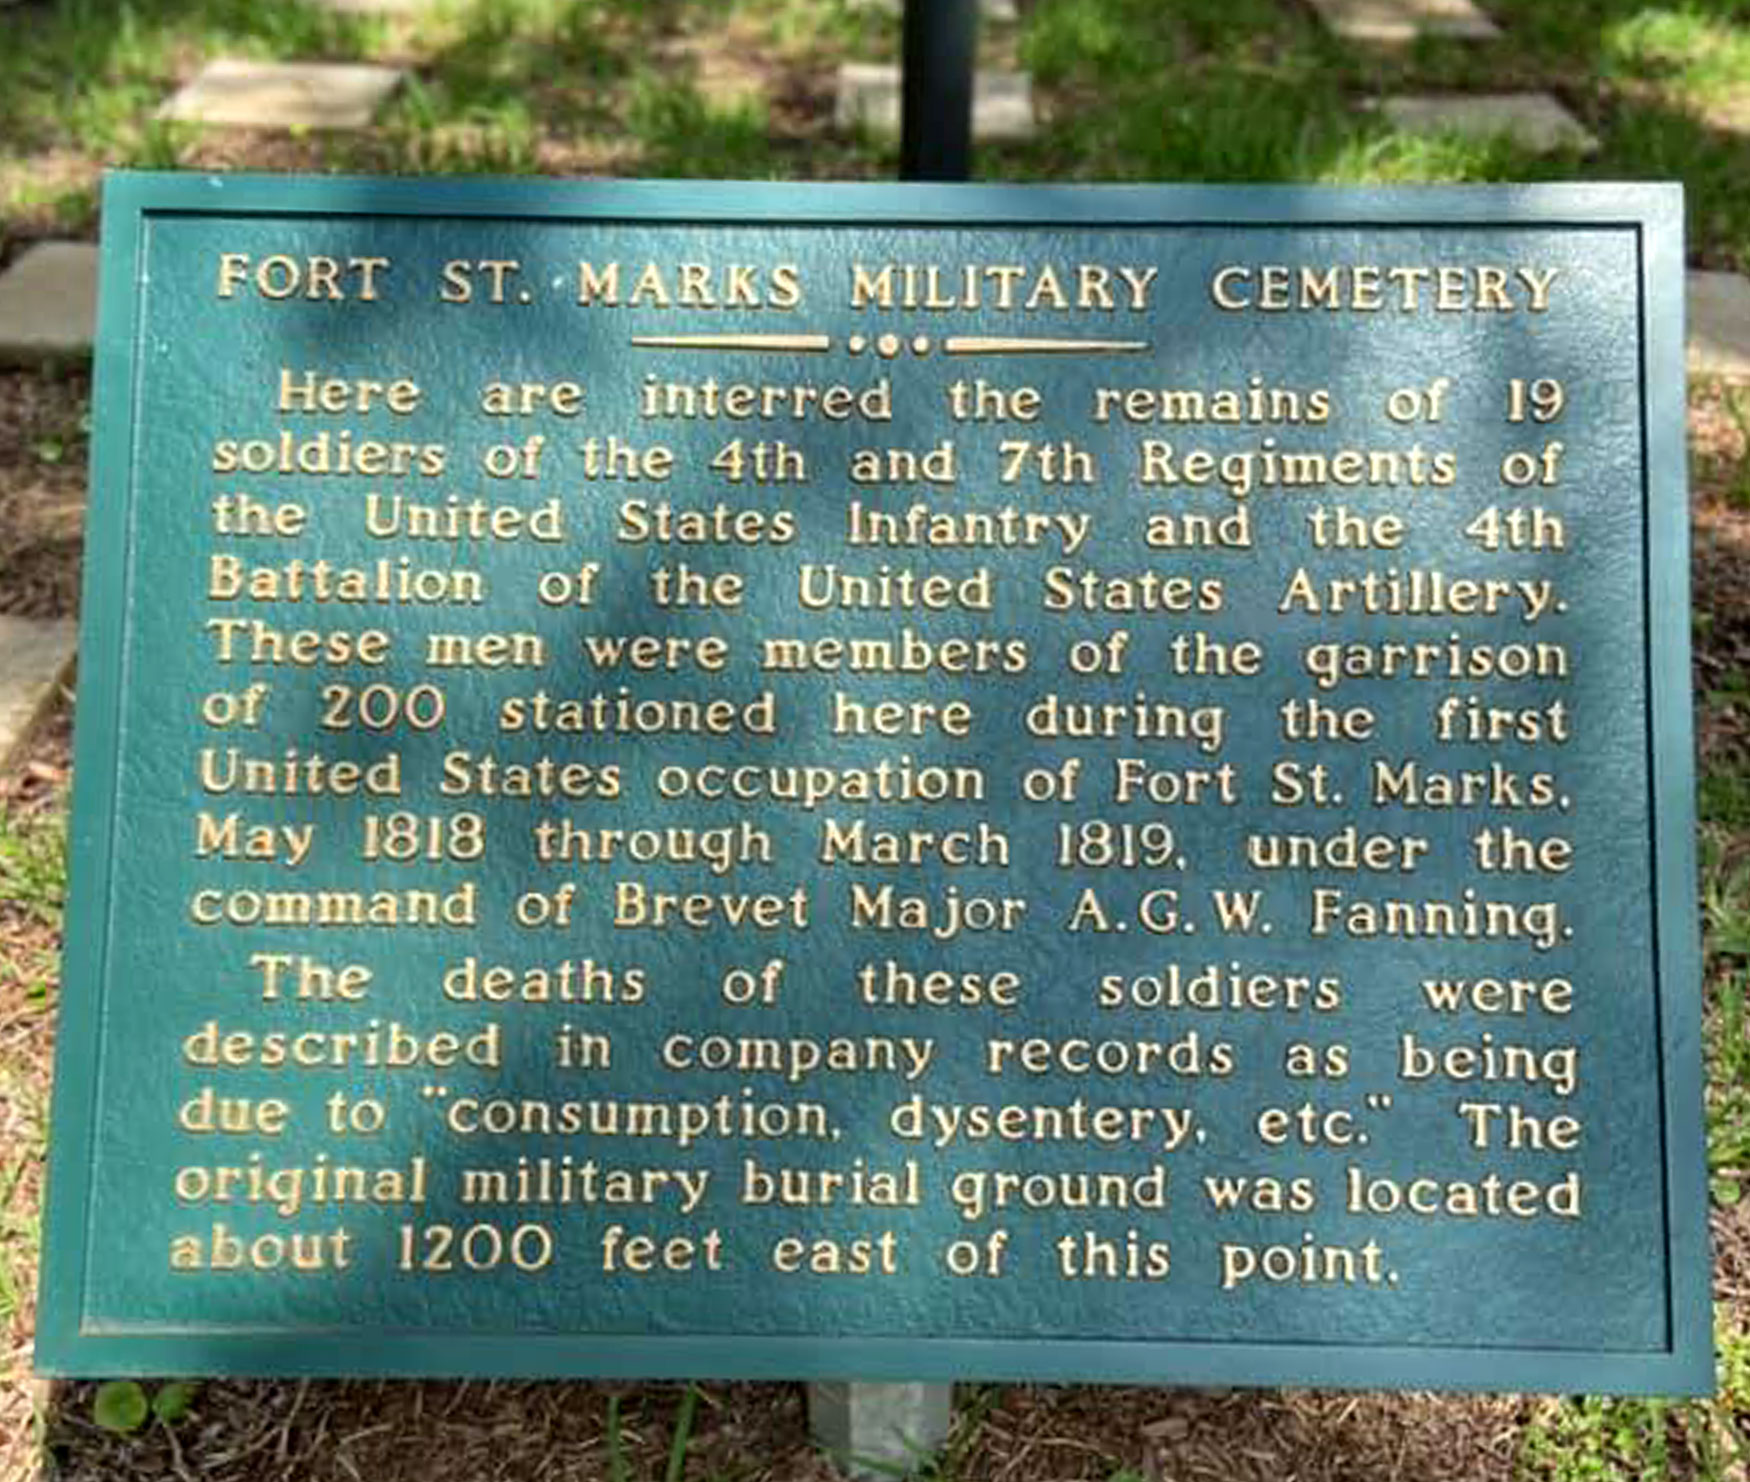 FORT ST. MARKS MILITARY CEMETERY
Here are interred the remains of 19
soldiers of the 4th and 7th Regiments of
the United States Infantry and the 4th
Battalion of the United States Artillery.
These men were members of the garrison
of 200 stationed here during the first
United States occupation of Fort St. Marks,
May 1818 through March 1819, under the
command of Brevet Major A.G.W. Fanning.
The deaths of these soldiers were
described in company records as being
due to "consumption, dysentery, etc." The
original military burial ground was located
about 1200 feet east of this point.